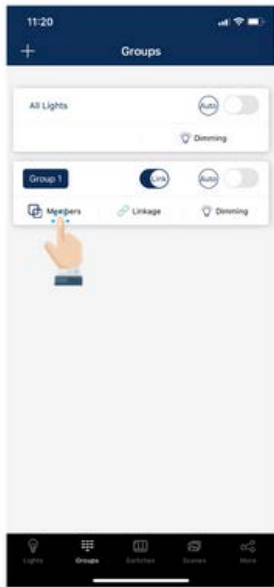 11:20
+ Groups
All Lights Auto
Dimming
Group 1 Link Auto
Members Linkage Dimming
Lights Groups Switches Scenes More